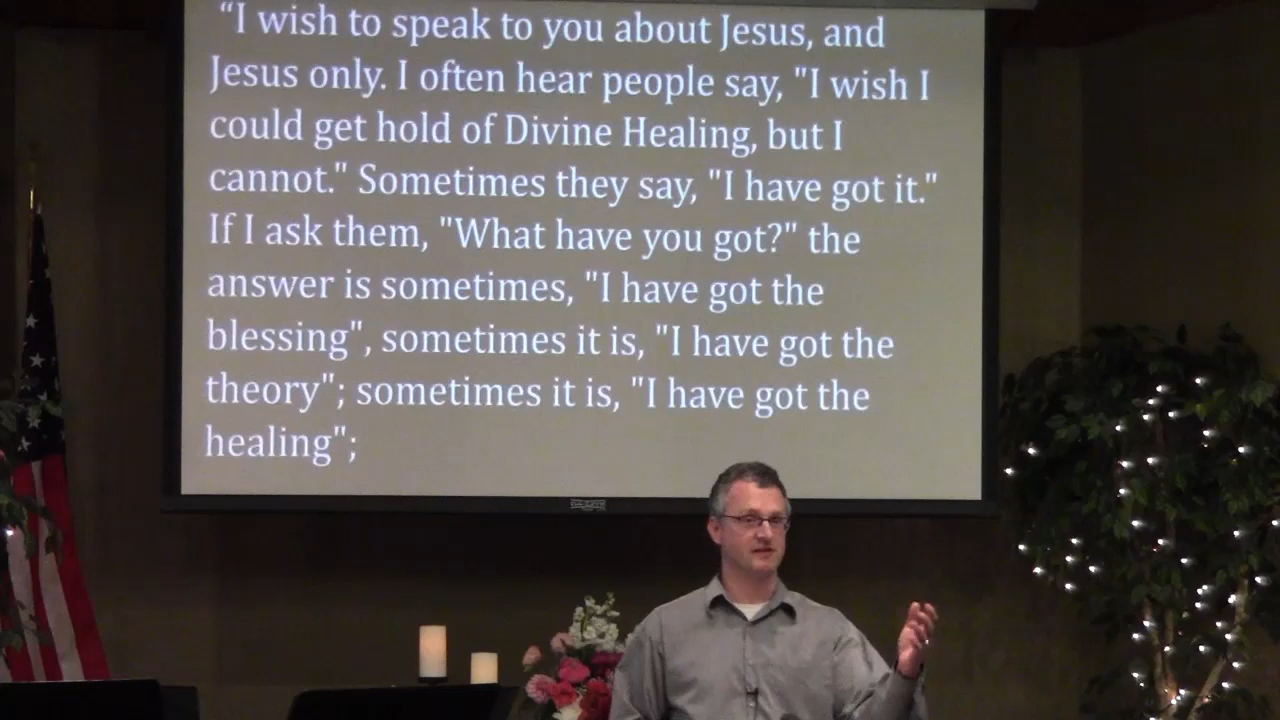 “I wish to speak to you about Jesus, and
Jesus only. I often hear people say, "I wish I
could get hold of Divine Healing, but I
cannot." Sometimes they say, "I have got it."
If I ask them, "What have you got?" the
answer is sometimes, "I have got the
blessing", sometimes it is, "I have got the
theory"; sometimes it is, "I have got the
healing";